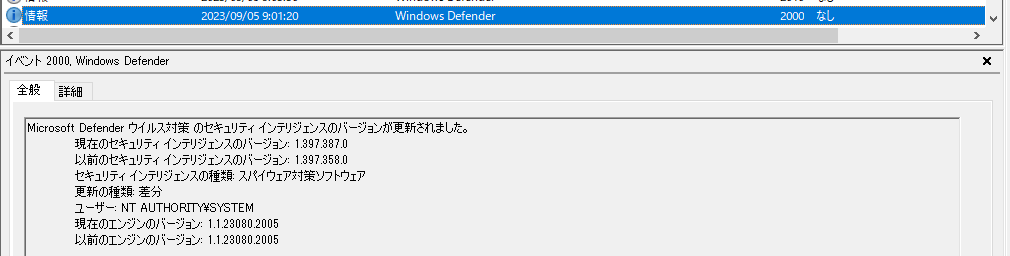 情報 2023/09/05 9:01:20 Windows Defender 2000 なし
イベント 2000, Windows Defender
全般 詳細
Microsoft Defender ウイルス対策 のセキュリティ インテリジェンスのバージョンが更新されました。
現在のセキュリティ インテリジェンスのバージョン: 1.397.387.0
以前のセキュリティ インテリジェンスのバージョン: 1.397.358.0
セキュリティ インテリジェンスの種類: スパイウェア対策ソフトウェア
更新の種類: 差分
ユーザー: NT AUTHORITY¥SYSTEM
現在のエンジンのバージョン: 1.1.23080.2005
以前のエンジンのバージョン: 1.1.23080.2005